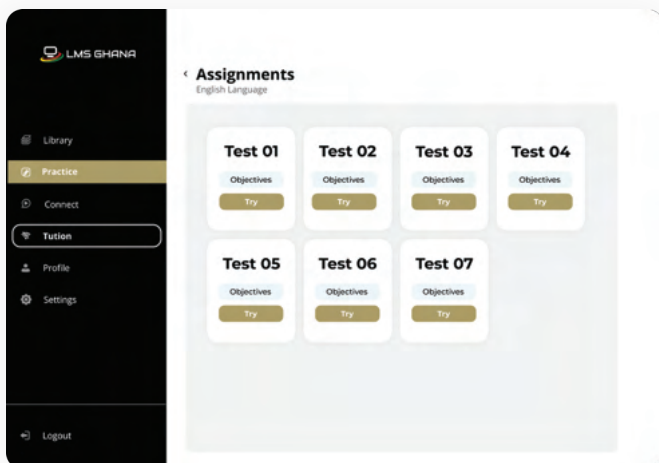 LMS GHANA
Library
Practice
Connect
Tution
Profile
Settings
Logout
‹ Assignments
English Language
Test 01 Test 02 Test 03 Test 04
Objectives Objectives Objectives Objectives
Try Try Try Try
Test 05 Test 06 Test 07
Objectives Objectives Objectives
Try Try Try